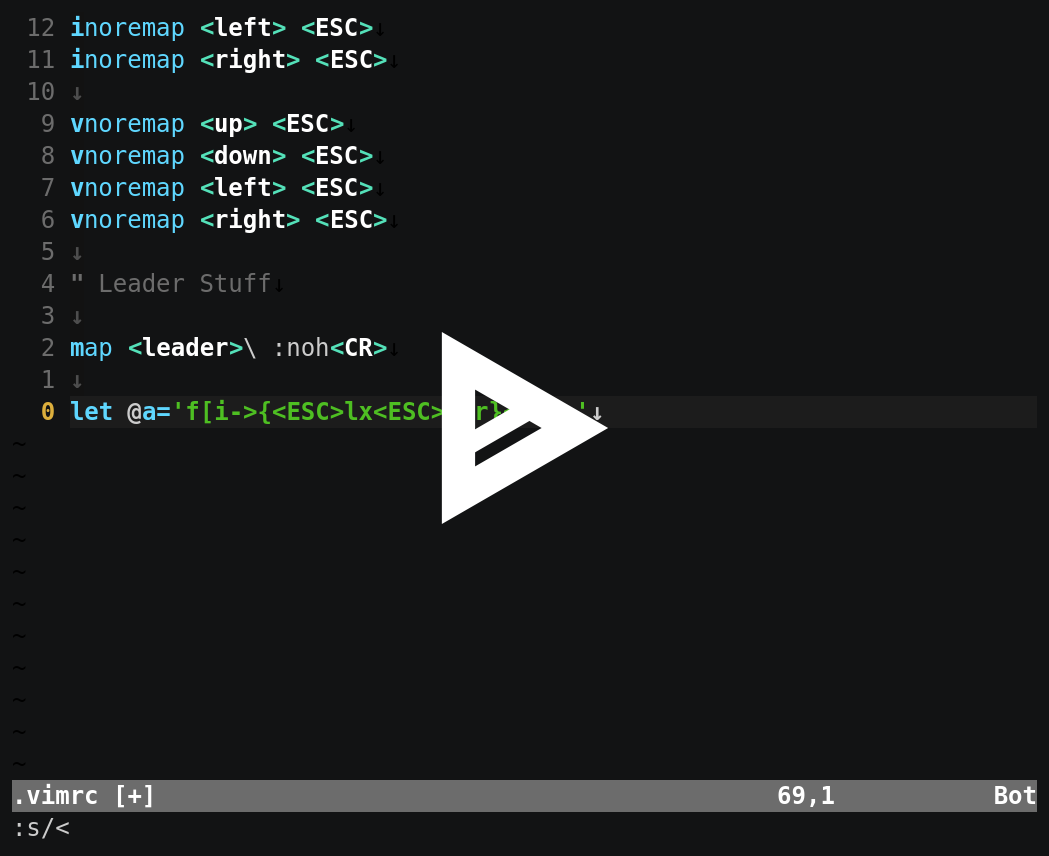 12 inoremap <left> <ESC>↓
11 inoremap <right> <ESC>↓
10 ↓
9 vnoremap <up> <ESC>↓
8 vnoremap <down> <ESC>↓
7 vnoremap <left> <ESC>↓
6 vnoremap <right> <ESC>↓
5 ↓
4 " Leader Stuff↓
3 ↓
2 map <leader>\ :noh<CR>↓
1 ↓
0 let @a='f[i->{<ESC>lx<ESC> r} '↓
~
~
~
~
~
~
~
~
~
~
~
.vimrc [+] 69,1 Bot
:s/<